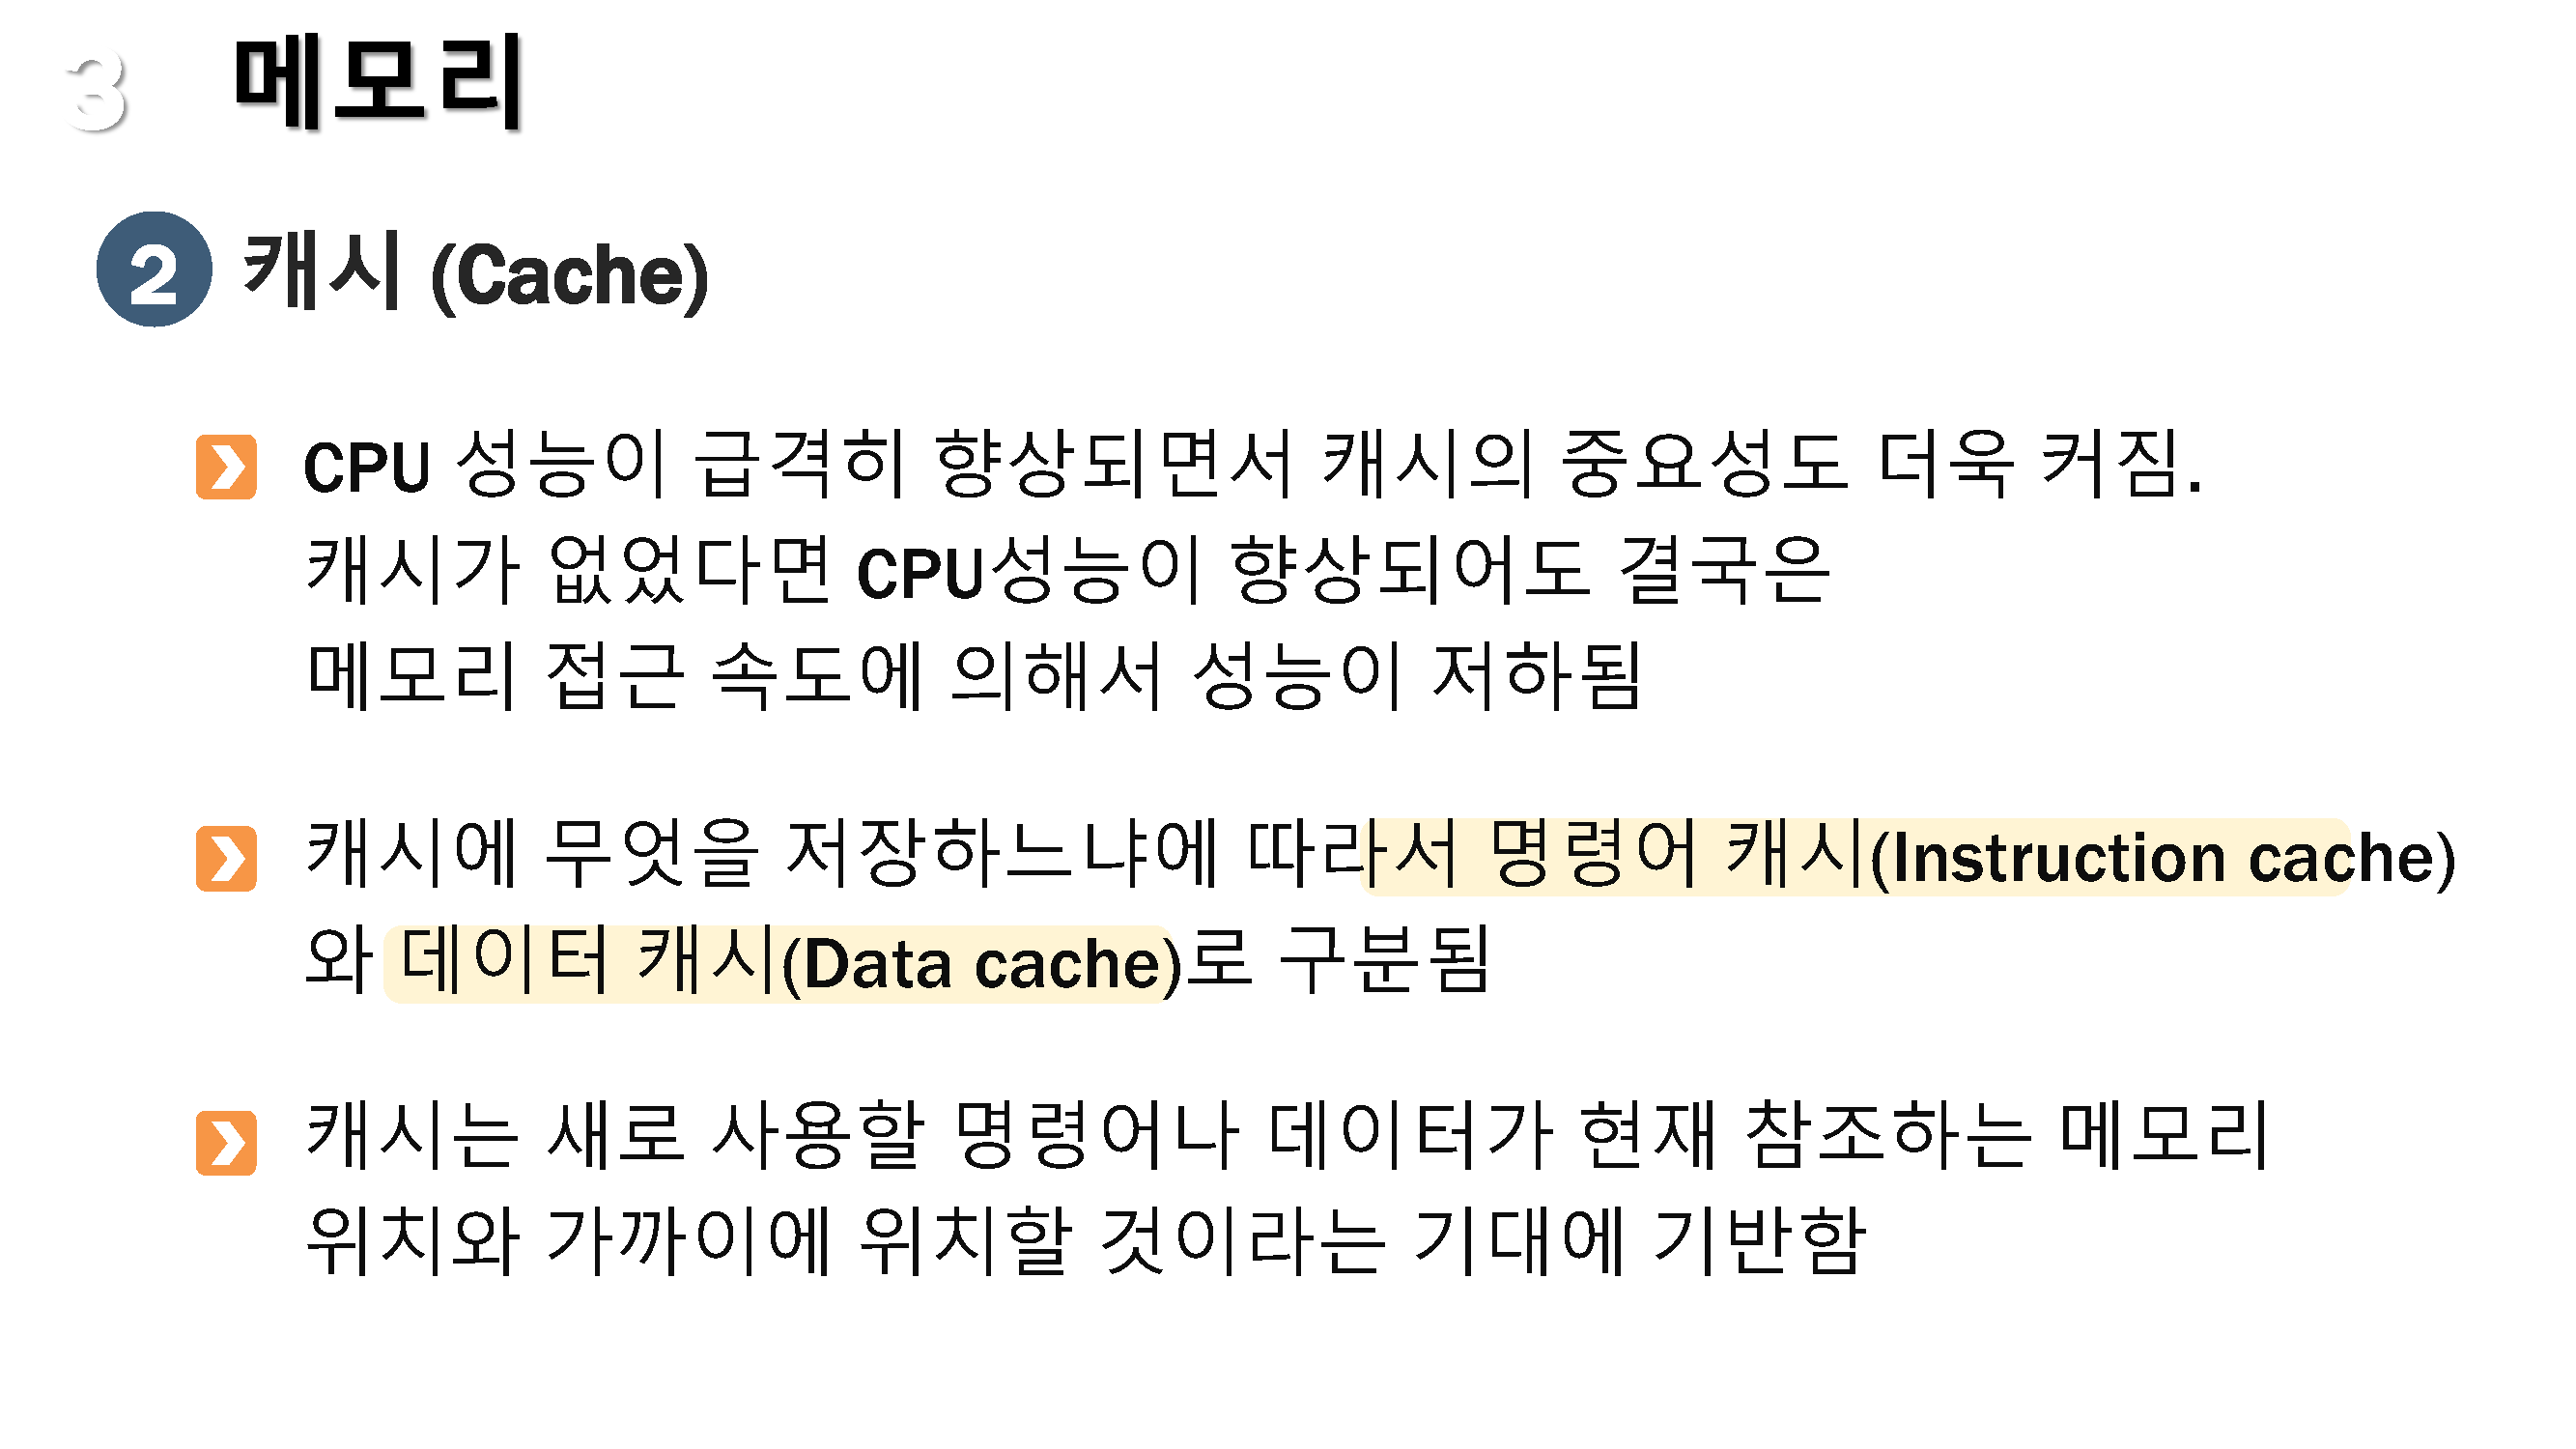 3 메모리
2 캐시 (Cache)
CPU 성능이 급격히 향상되면서 캐시의 중요성도 더욱 커짐.
캐시가 없었다면 CPU성능이 향상되어도 결국은
메모리 접근 속도에 의해서 성능이 저하됨
캐시에 무엇을 저장하느냐에 따라서 명령어 캐시(Instruction cache)
와 데이터 캐시(Data cache)로 구분됨
캐시는 새로 사용할 명령어나 데이터가 현재 참조하는 메모리
위치와 가까이에 위치할 것이라는 기대에 기반함